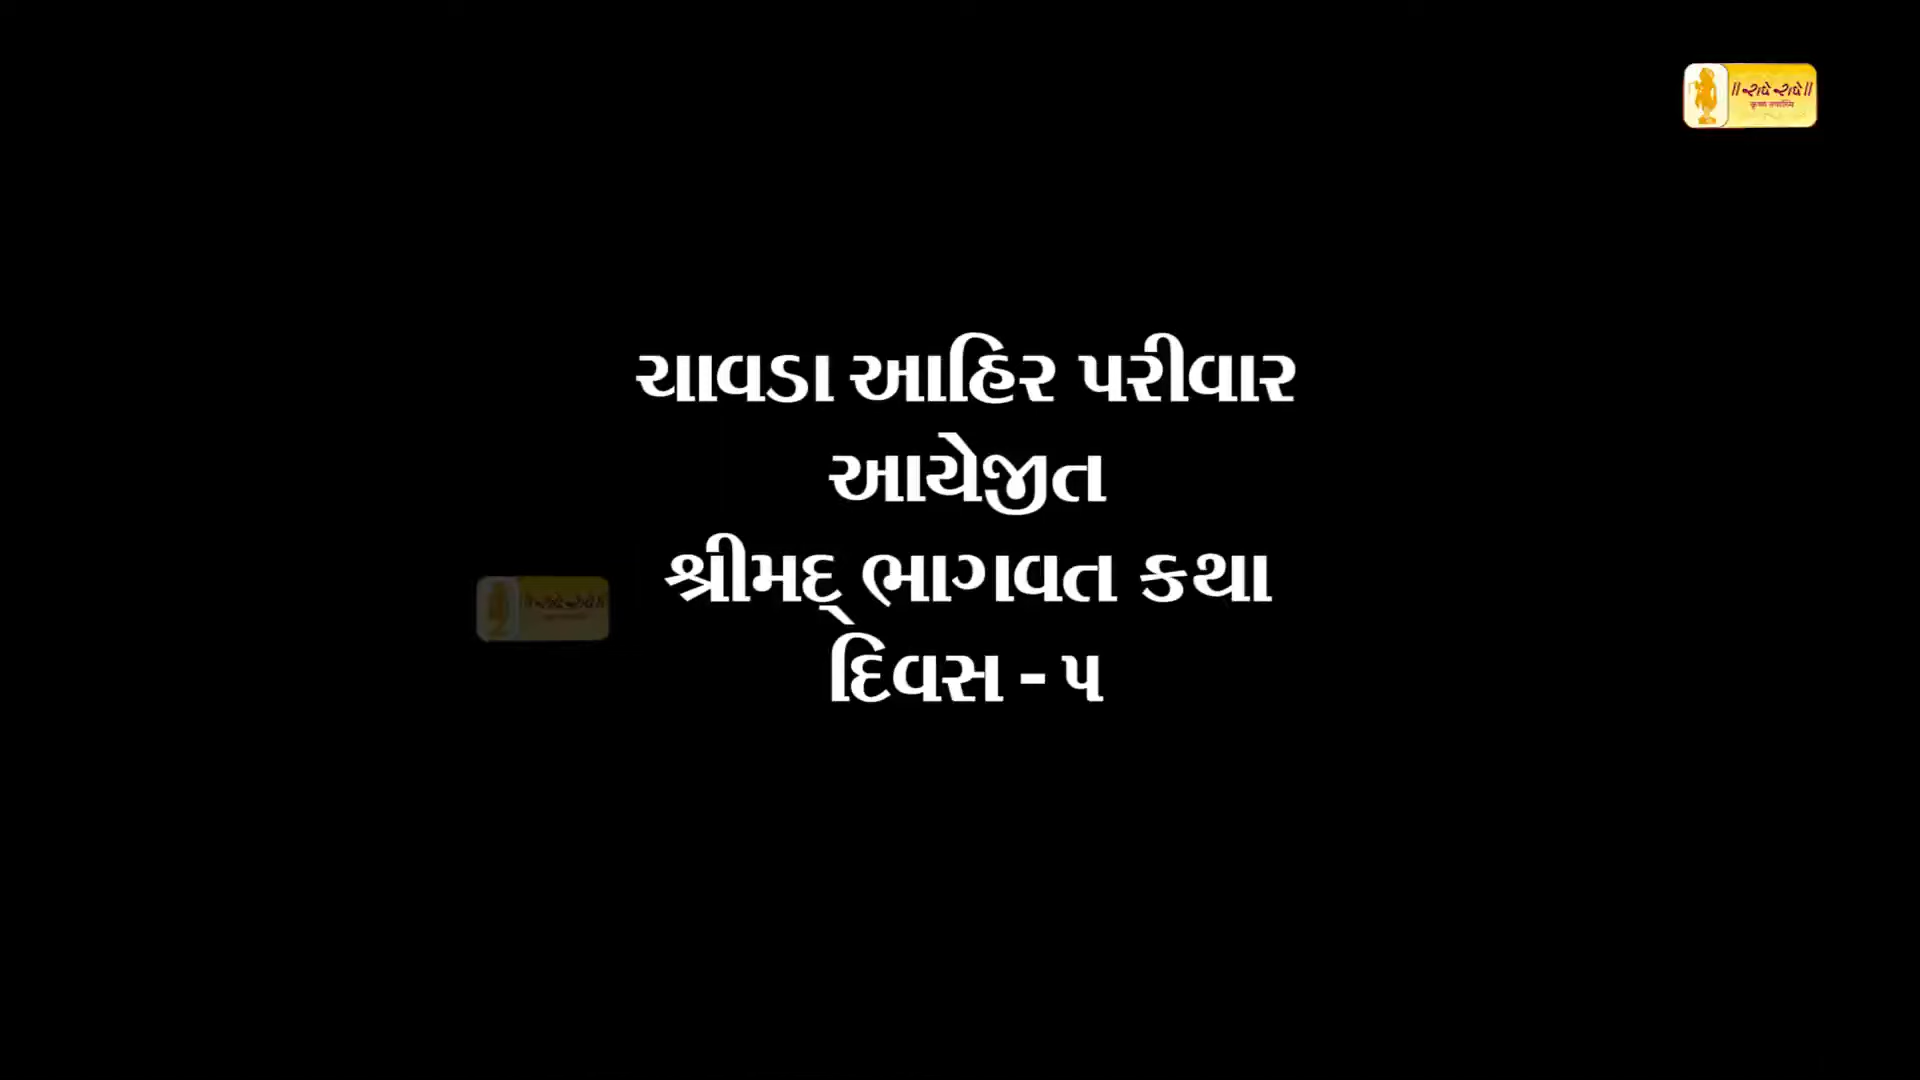 ॥ રાધે રાધે ॥
ચાવડા આહિર પરીવાર
આયેજીત
શ્રીમદ્ ભાગવત કથા
દિવસ - ૫